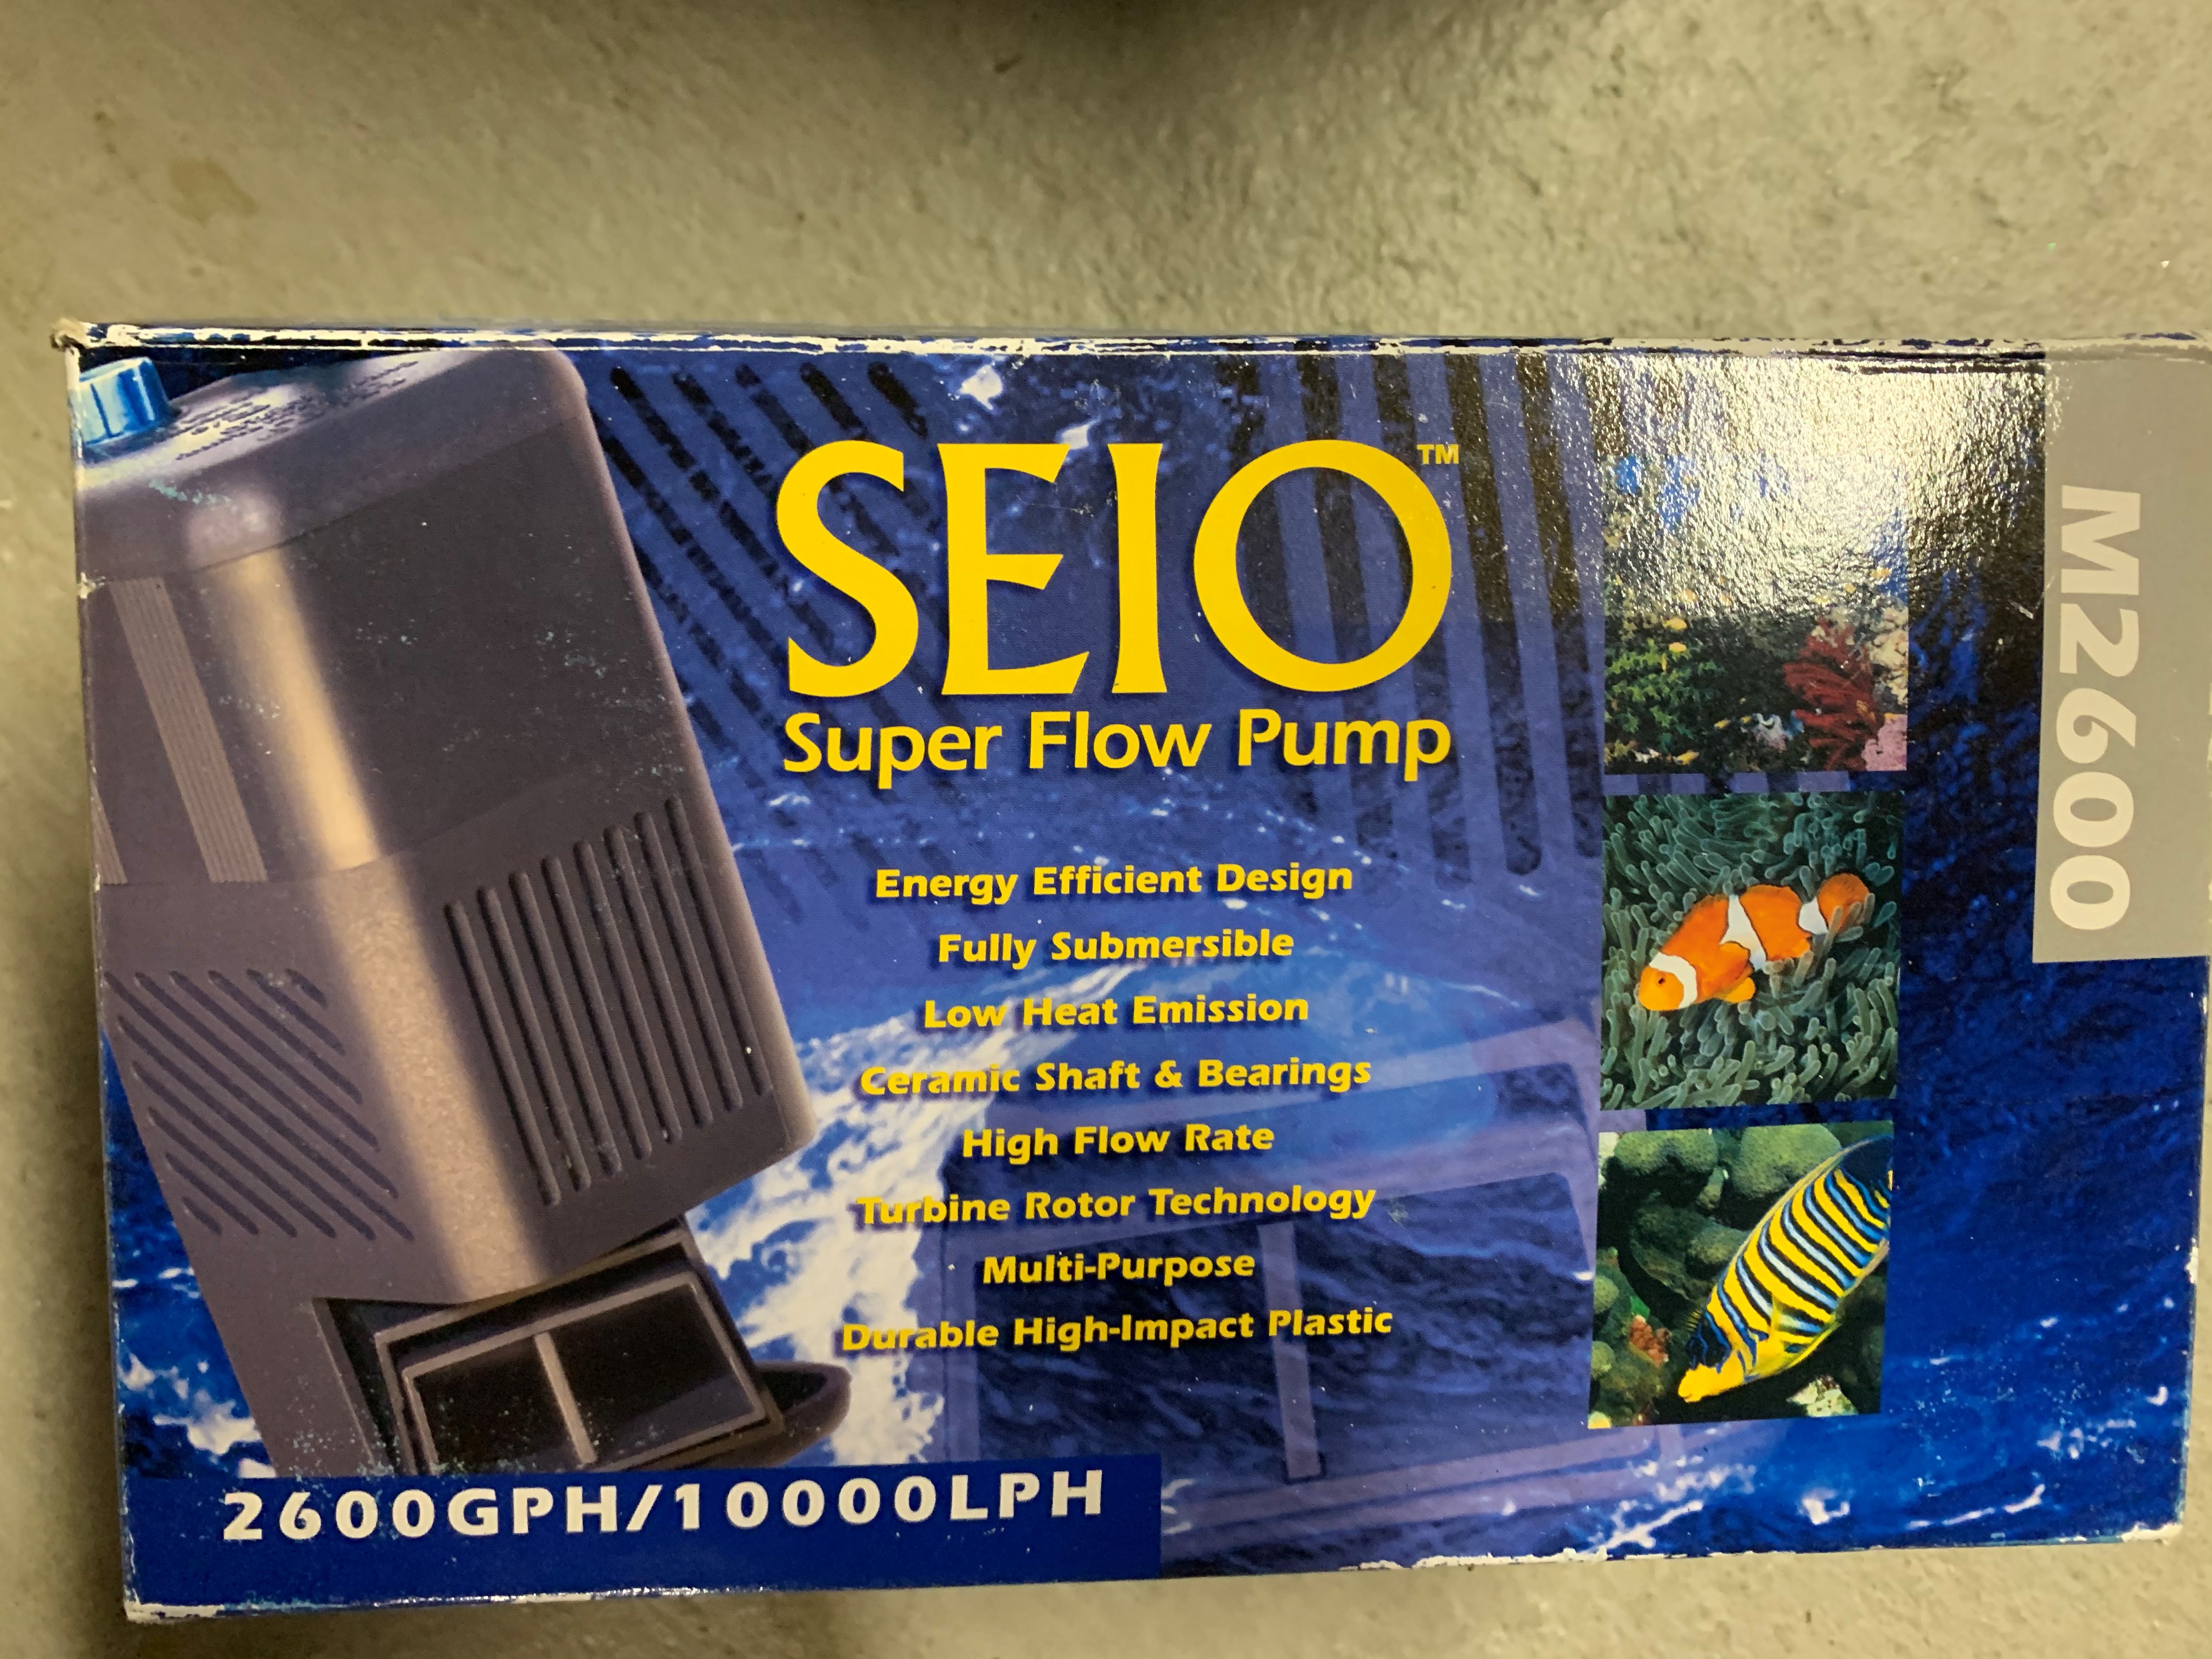 SEIO™
Super Flow Pump
Energy Efficient Design
Fully Submersible
Low Heat Emission
Ceramic Shaft & Bearings
High Flow Rate
Turbine Rotor Technology
Multi-Purpose
Durable High-Impact Plastic
2600GPH/10000LPH
M2600